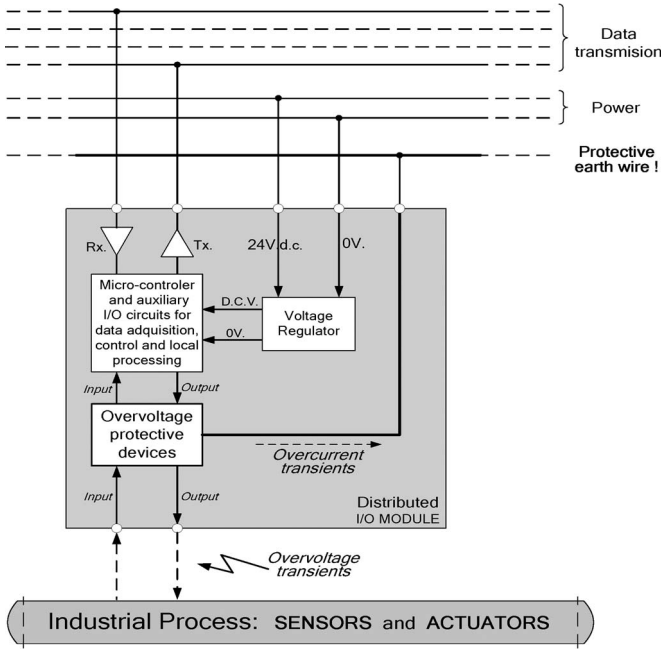 Data
transmision
Power
Protective
earth wire !
Rx.
Tx.
24V.d.c.
0V.
Micro-controler
and auxiliary
I/O circuits for
data adquisition,
control and local
processing
D.C.V.
0V.
Voltage
Regulator
Input
Output
Overvoltage
protective
devices
Overcurrent
transients
Input
Output
Distributed
I/O MODULE
Overvoltage
transients
Industrial Process: SENSORS and ACTUATORS